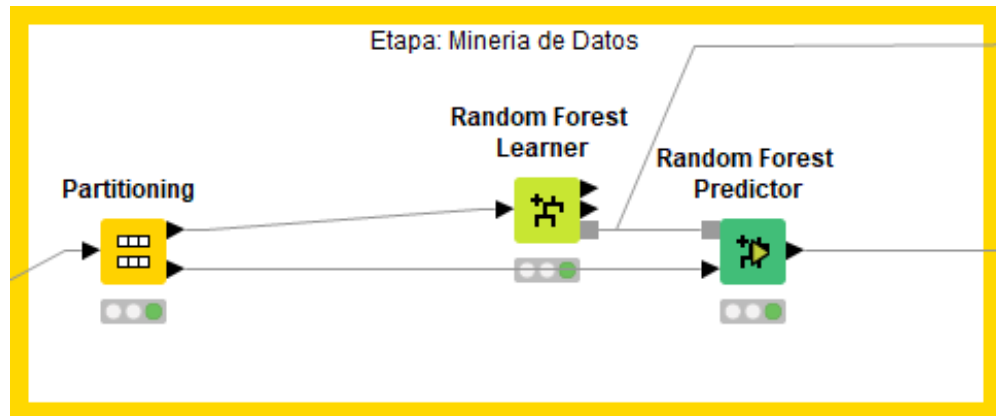 Etapa: Mineria de Datos
Random Forest
Learner
Random Forest
Predictor
Partitioning